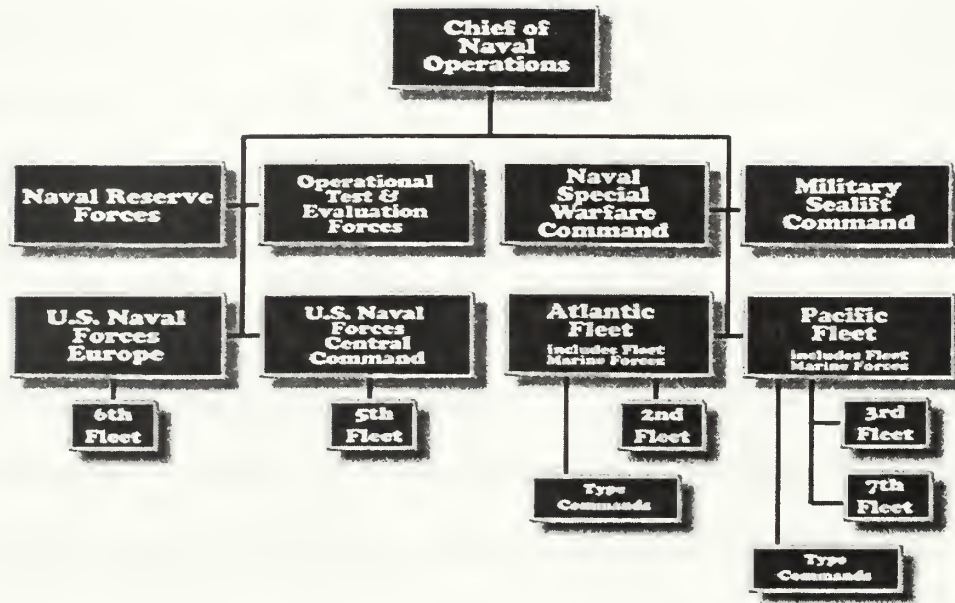 Chief of
Naval
Operations
Naval Reserve
Forces
Operational
Test &
Evaluation
Forces
Naval
Special
Warfare
Command
Military
Sealift
Command
U.S. Naval
Forces
Europe
U.S. Naval
Forces
Central
Command
Atlantic
Fleet
includes Fleet
Marine Forces
Pacific
Fleet
includes Fleet
Marine Forces
6th
Fleet
5th
Fleet
2nd
Fleet
3rd
Fleet
Type
Commands
7th
Fleet
Type
Commands